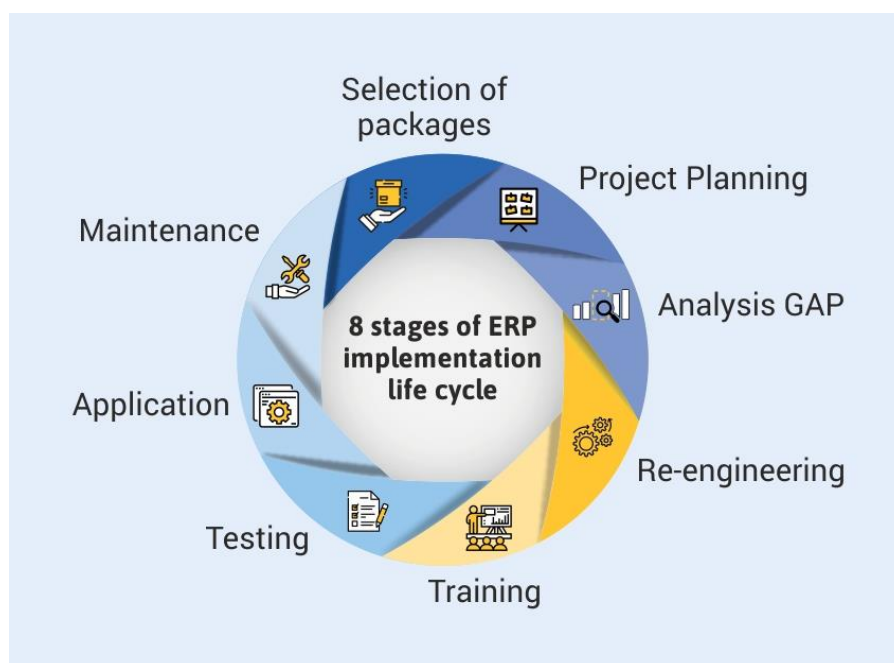 Selection of
packages
Project Planning
Analysis GAP
Re-engineering
Training
Testing
Application
Maintenance
8 stages of ERP
implementation
life cycle